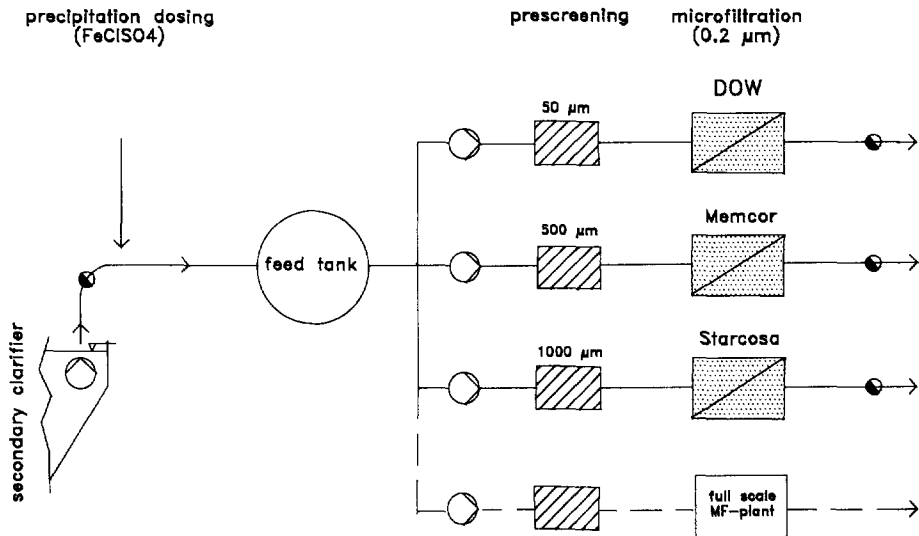 precipitation dosing
(FeClSO4)
prescreening
microfiltration
(0.2 µm)
DOW
50 µm
Memcor
500 µm
feed tank
Starcosa
1000 µm
secondary clarifier
full scale
MF-plant